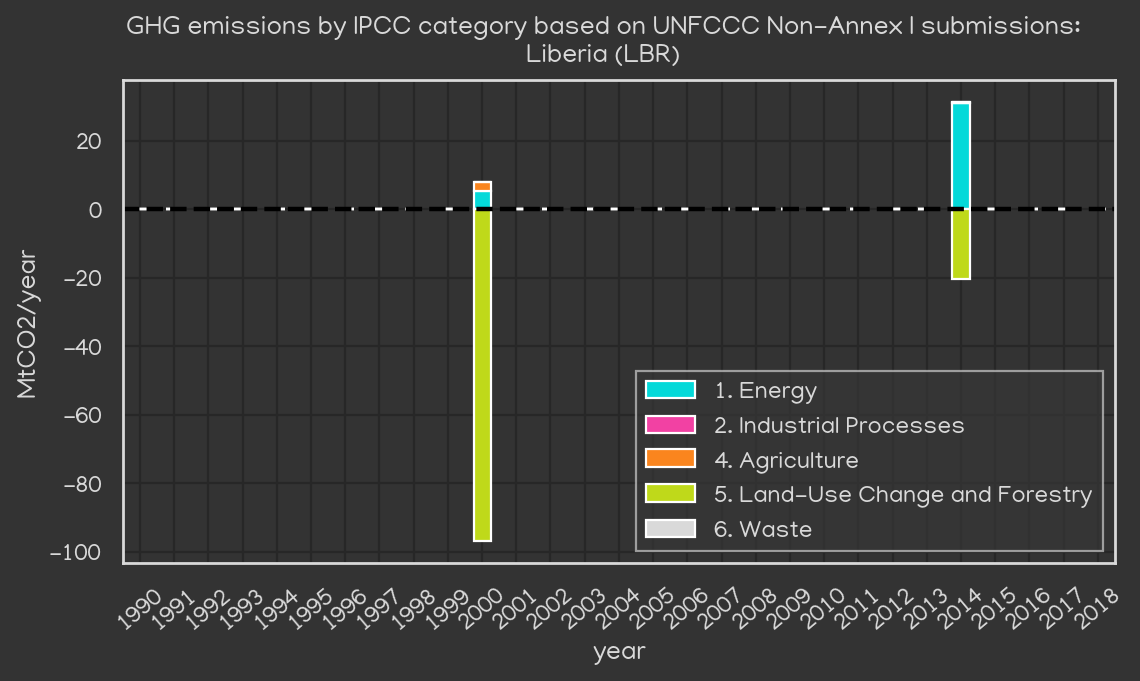 GHG emissions by IPCC category based on UNFCCC Non-Annex I submissions:
Liberia (LBR)
MtCO2/year
20
0
-20
-40
-60
-80
-100
1. Energy
2. Industrial Processes
4. Agriculture
5. Land-Use Change and Forestry
6. Waste
1990 1991 1992 1993 1994 1995 1996 1997 1998 1999 2000 2001 2002 2003 2004 2005 2006 2007 2008 2009 2010 2011 2012 2013 2014 2015 2016 2017 2018
year